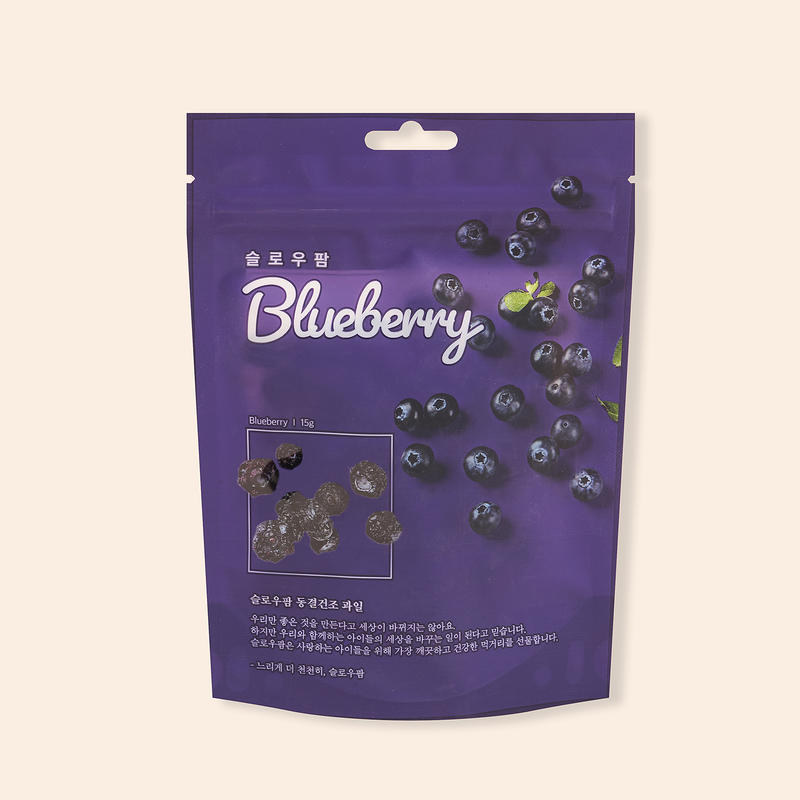 슬로우팜
Blueberry
Blueberry | 15g
슬로우팜 동결건조 과일
우리만 좋은 것을 만든다고 세상이 바뀌지는 않아요.
하지만 우리와 함께하는 아이들의 세상을 바꾸는 일이 된다고 믿습니다.
슬로우팜은 사랑하는 아이들을 위해 가장 깨끗하고 건강한 먹거리를 선물합니다.
- 느리게 더 천천히, 슬로우팜